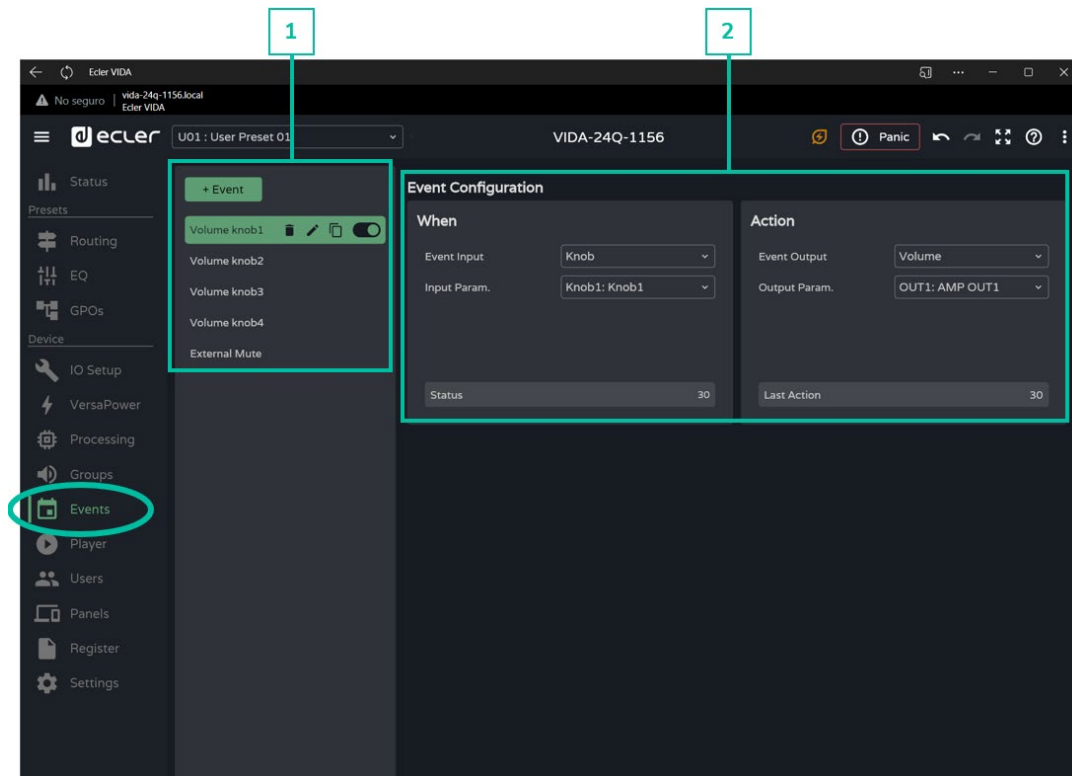 1
2
Ecler VIDA
No seguro
vida-24q-1156.local
Ecler VIDA
ecler
U01 : User Preset 01
VIDA-24Q-1156
Panic
Status
Presets
Routing
EQ
GPOs
Device
IO Setup
VersaPower
Processing
Groups
Events
Player
Users
Panels
Register
Settings
+ Event
Volume knob1
Volume knob2
Volume knob3
Volume knob4
External Mute
Event Configuration
When
Event Input
Knob
Input Param.
Knob1: Knob1
Status
30
Action
Event Output
Volume
Output Param.
OUT1: AMP OUT1
Last Action
30